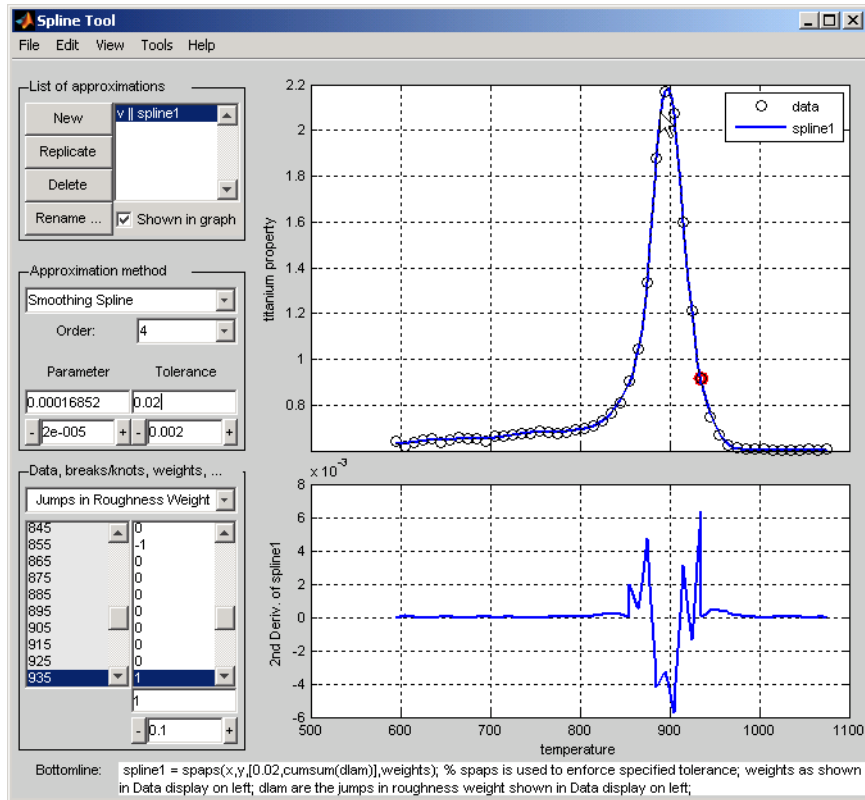 Spline Tool
File Edit View Tools Help
List of approximations
New
v || spline1
Replicate
Delete
Rename ...
Shown in graph
Approximation method
Smoothing Spline
Order: 4
Parameter Tolerance
0.00016852 0.02
- 2e-005 + - 0.002 +
Data, breaks/knots, weights, ...
Jumps in Roughness Weight
845 0
855 -1
865 0
875 0
885 0
895 0
905 0
915 0
925 0
935 1
1
- 0.1 +
titanium property
2.2
2
1.8
1.6
1.4
1.2
1
0.8
500 600 700 800 900 1000 1100
data
spline1
x 10^-3
2nd Deriv. of spline1
8
6
4
2
0
-2
-4
-6
500 600 700 800 900 1000 1100
temperature
Bottomline: spline1 = spaps(x,y,[0.02,cumsum(dlam)],weights); % spaps is used to enforce specified tolerance; weights as shown
in Data display on left; dlam are the jumps in roughness weight shown in Data display on left;